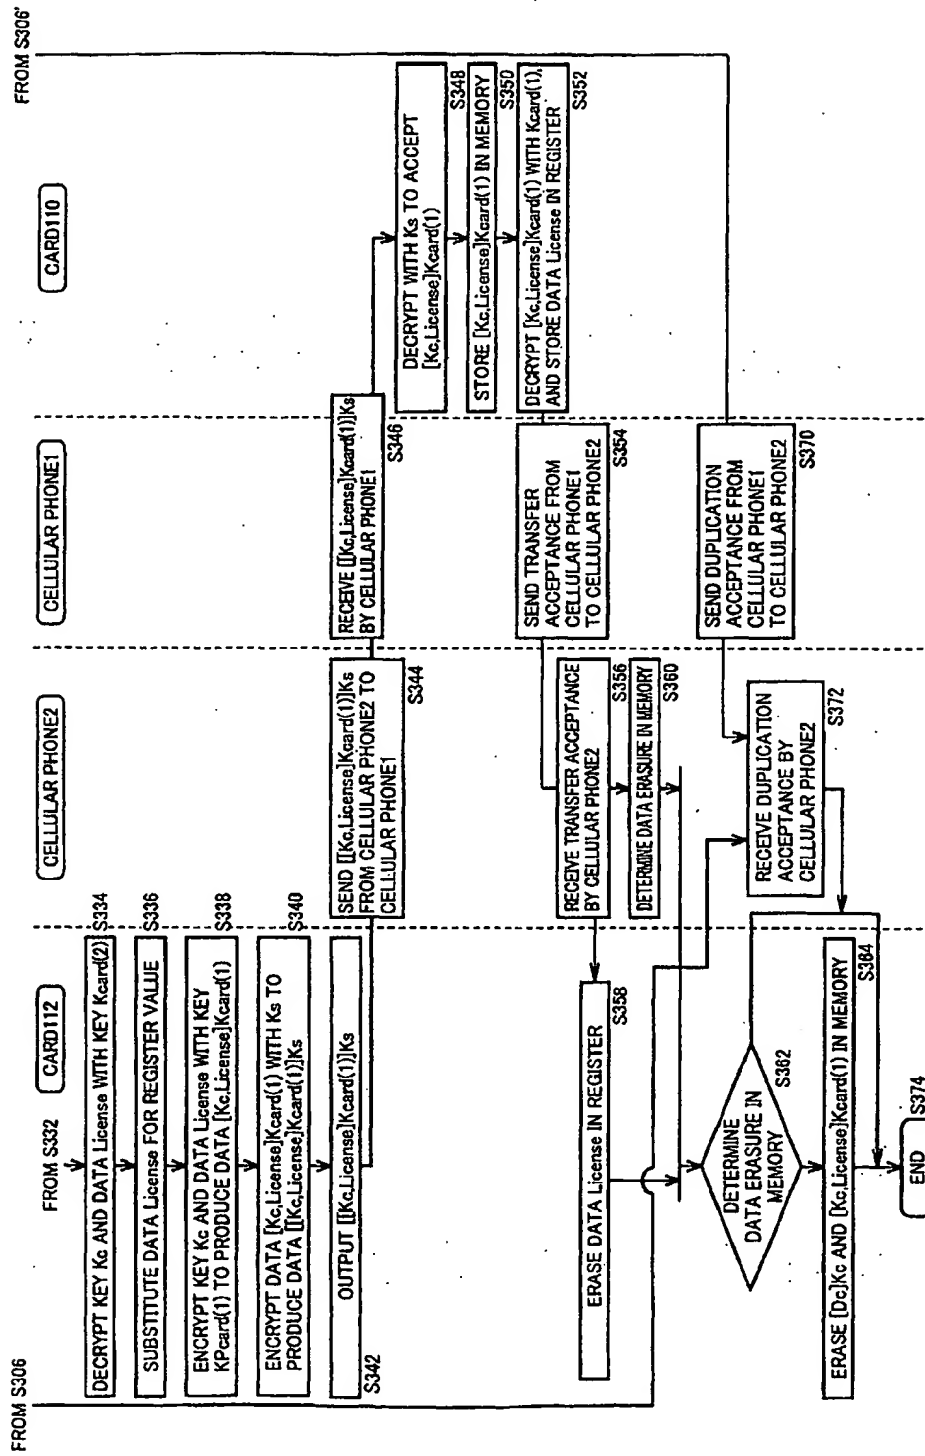 FROM S306
FROM S332
CARD112
CELLULAR PHONE2
CELLULAR PHONE1
CARD110
FROM S306'
DECRYPT KEY Kc AND DATA License WITH KEY Kcard(2)
S334
SUBSTITUTE DATA License FOR REGISTER VALUE
S336
ENCRYPT KEY Kc AND DATA License WITH KEY
KPcard(1) TO PRODUCE DATA [Kc,License]Kcard(1)
S338
ENCRYPT DATA [Kc,License]Kcard(1) WITH Ks TO
PRODUCE DATA [[Kc,License]Kcard(1)]Ks
S340
OUTPUT [[Kc,License]Kcard(1)]Ks
S342
SEND [[Kc,License]Kcard(1)]Ks
FROM CELLULAR PHONE2 TO
CELLULAR PHONE1
S344
RECEIVE [[Kc,License]Kcard(1)]Ks
BY CELLULAR PHONE1
S346
DECRYPT WITH Ks TO ACCEPT
[Kc,License]Kcard(1)
S348
STORE [Kc,License]Kcard(1) IN MEMORY
S350
DECRYPT [Kc,License]Kcard(1) WITH Kcard(1),
AND STORE DATA License IN REGISTER
S352
SEND TRANSFER
ACCEPTANCE FROM
CELLULAR PHONE1
TO CELLULAR PHONE2
S354
RECEIVE TRANSFER ACCEPTANCE
BY CELLULAR PHONE2
S356
ERASE DATA License IN REGISTER
S358
DETERMINE DATA ERASURE IN MEMORY
S360
DETERMINE
DATA ERASURE IN
MEMORY
S362
ERASE [Dc]Kc AND [Kc,License]Kcard(1) IN MEMORY
S364
SEND DUPLICATION
ACCEPTANCE FROM
CELLULAR PHONE1
TO CELLULAR PHONE2
S370
RECEIVE DUPLICATION
ACCEPTANCE BY
CELLULAR PHONE2
S372
END
S374